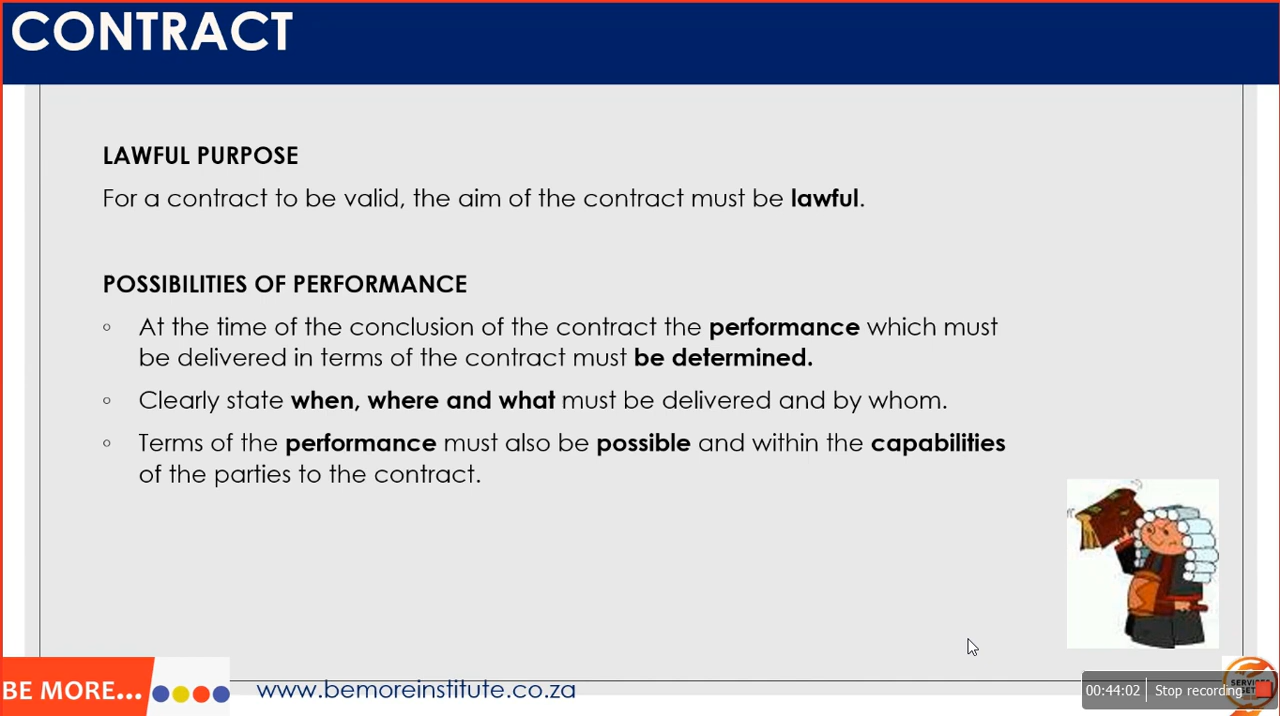 CONTRACT
LAWFUL PURPOSE
For a contract to be valid, the aim of the contract must be lawful.
POSSIBILITIES OF PERFORMANCE
◦ At the time of the conclusion of the contract the performance which must
be delivered in terms of the contract must be determined.
◦ Clearly state when, where and what must be delivered and by whom.
◦ Terms of the performance must also be possible and within the capabilities
of the parties to the contract.
BE MORE...
www.bemoreinstitute.co.za
00:44:02 Stop recording